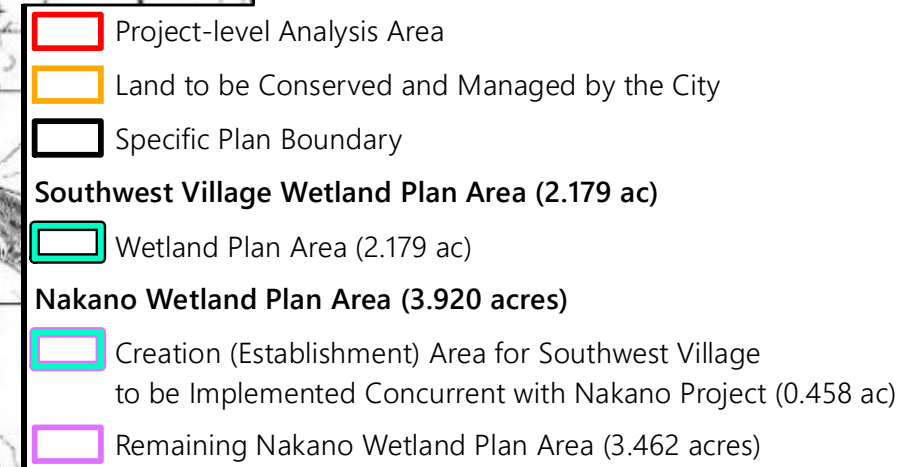 Project-level Analysis Area
Land to be Conserved and Managed by the City
Specific Plan Boundary
Southwest Village Wetland Plan Area (2.179 ac)
Wetland Plan Area (2.179 ac)
Nakano Wetland Plan Area (3.920 acres)
Creation (Establishment) Area for Southwest Village
to be Implemented Concurrent with Nakano Project (0.458 ac)
Remaining Nakano Wetland Plan Area (3.462 acres)